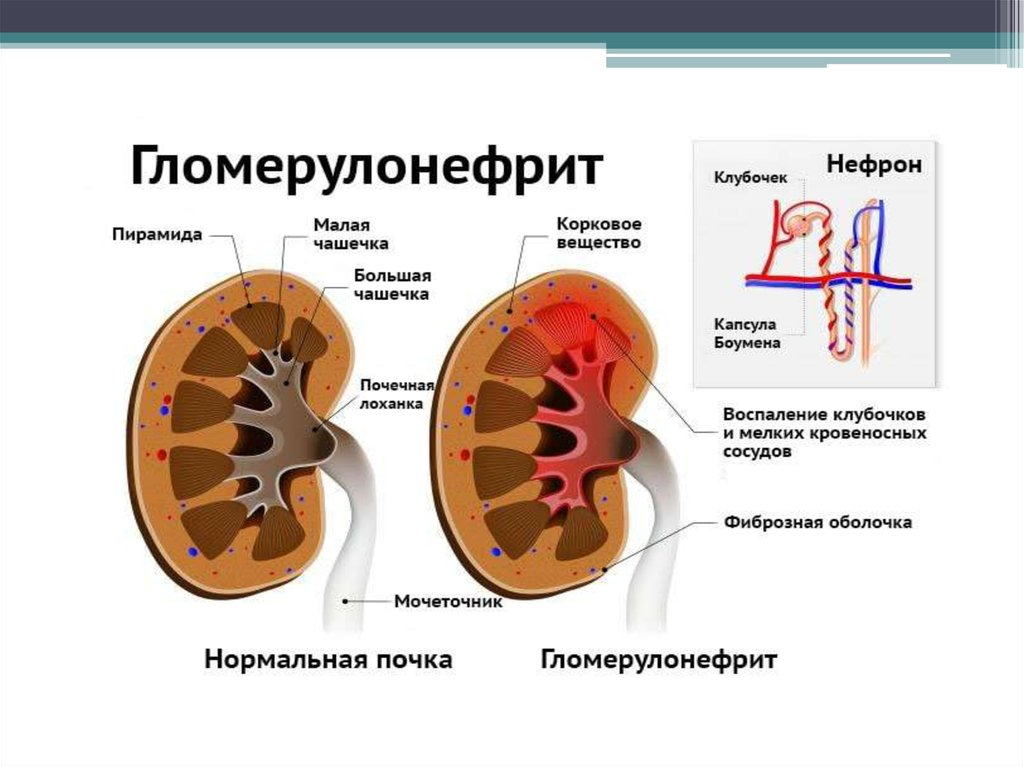 Гломерулонефрит
Нефрон
Клубочек
Капсула
Боумена
Пирамида
Малая
чашечка
Большая
чашечка
Корковое
вещество
Почечная
лоханка
Воспаление клубочков
и мелких кровеносных
сосудов
Фиброзная оболочка
Мочеточник
Нормальная почка
Гломерулонефрит